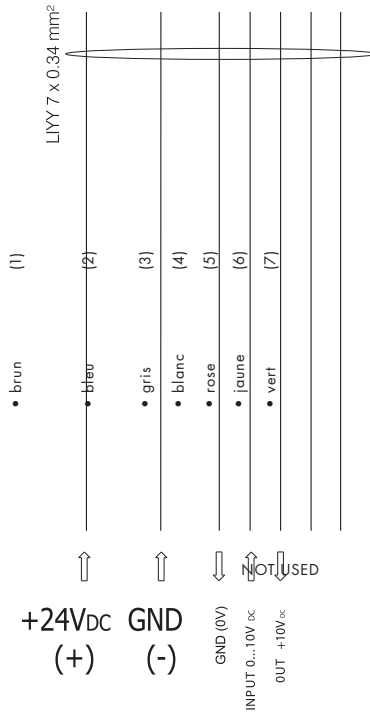 LIYY 7 x 0.34 mm²
(1)
(2)
(3)
(4)
(5)
(6)
(7)
• brun
• bleu
• gris
• blanc
• rose
• jaune
• vert
NOT USED
+24VDC
(+)
GND
(-)
GND (0V)
INPUT 0...10V DC
OUT +10V DC